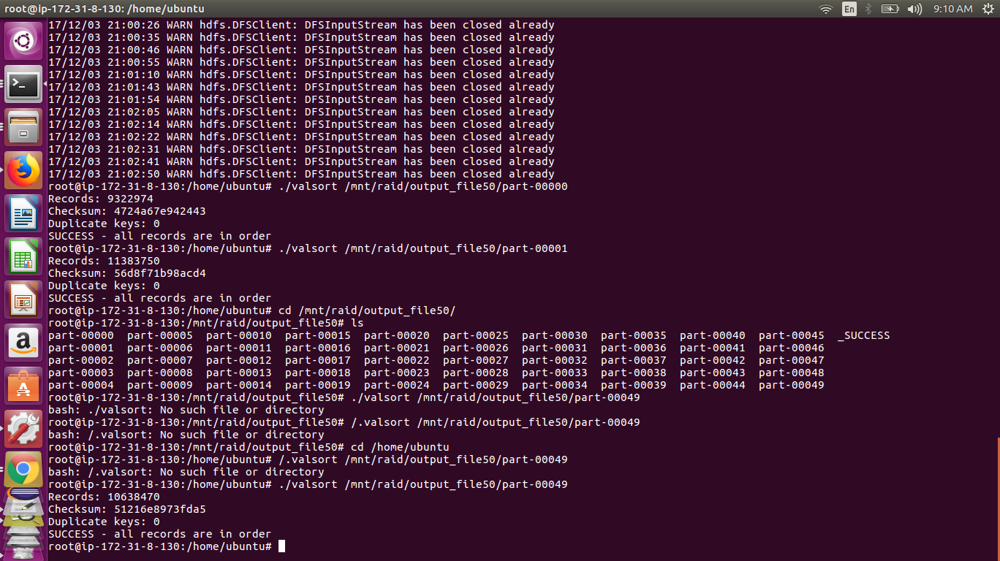 root@ip-172-31-8-130: /home/ubuntu
En
9:10 AM
17/12/03 21:00:26 WARN hdfs.DFSClient: DFSInputStream has been closed already
17/12/03 21:00:35 WARN hdfs.DFSClient: DFSInputStream has been closed already
17/12/03 21:00:46 WARN hdfs.DFSClient: DFSInputStream has been closed already
17/12/03 21:00:55 WARN hdfs.DFSClient: DFSInputStream has been closed already
17/12/03 21:01:10 WARN hdfs.DFSClient: DFSInputStream has been closed already
17/12/03 21:01:43 WARN hdfs.DFSClient: DFSInputStream has been closed already
17/12/03 21:01:54 WARN hdfs.DFSClient: DFSInputStream has been closed already
17/12/03 21:02:05 WARN hdfs.DFSClient: DFSInputStream has been closed already
17/12/03 21:02:14 WARN hdfs.DFSClient: DFSInputStream has been closed already
17/12/03 21:02:22 WARN hdfs.DFSClient: DFSInputStream has been closed already
17/12/03 21:02:31 WARN hdfs.DFSClient: DFSInputStream has been closed already
17/12/03 21:02:41 WARN hdfs.DFSClient: DFSInputStream has been closed already
17/12/03 21:02:50 WARN hdfs.DFSClient: DFSInputStream has been closed already
root@ip-172-31-8-130:/home/ubuntu# ./valsort /mnt/raid/output_file50/part-00000
Records: 9322974
Checksum: 4724a67e942443
Duplicate keys: 0
SUCCESS - all records are in order
root@ip-172-31-8-130:/home/ubuntu# ./valsort /mnt/raid/output_file50/part-00001
Records: 11383750
Checksum: 56d8f71b98acd4
Duplicate keys: 0
SUCCESS - all records are in order
root@ip-172-31-8-130:/home/ubuntu# cd /mnt/raid/output_file50/
root@ip-172-31-8-130:/mnt/raid/output_file50# ls
part-00000  part-00005  part-00010  part-00015  part-00020  part-00025  part-00030  part-00035  part-00040  part-00045  _SUCCESS
part-00001  part-00006  part-00011  part-00016  part-00021  part-00026  part-00031  part-00036  part-00041  part-00046
part-00002  part-00007  part-00012  part-00017  part-00022  part-00027  part-00032  part-00037  part-00042  part-00047
part-00003  part-00008  part-00013  part-00018  part-00023  part-00028  part-00033  part-00038  part-00043  part-00048
part-00004  part-00009  part-00014  part-00019  part-00024  part-00029  part-00034  part-00039  part-00044  part-00049
root@ip-172-31-8-130:/mnt/raid/output_file50# ./valsort /mnt/raid/output_file50/part-00049
bash: ./valsort: No such file or directory
root@ip-172-31-8-130:/mnt/raid/output_file50# /.valsort /mnt/raid/output_file50/part-00049
bash: /.valsort: No such file or directory
root@ip-172-31-8-130:/mnt/raid/output_file50# cd /home/ubuntu
root@ip-172-31-8-130:/home/ubuntu# /.valsort /mnt/raid/output_file50/part-00049
bash: /.valsort: No such file or directory
root@ip-172-31-8-130:/home/ubuntu# ./valsort /mnt/raid/output_file50/part-00049
Records: 10638470
Checksum: 51216e8973fda5
Duplicate keys: 0
SUCCESS - all records are in order
root@ip-172-31-8-130:/home/ubuntu#